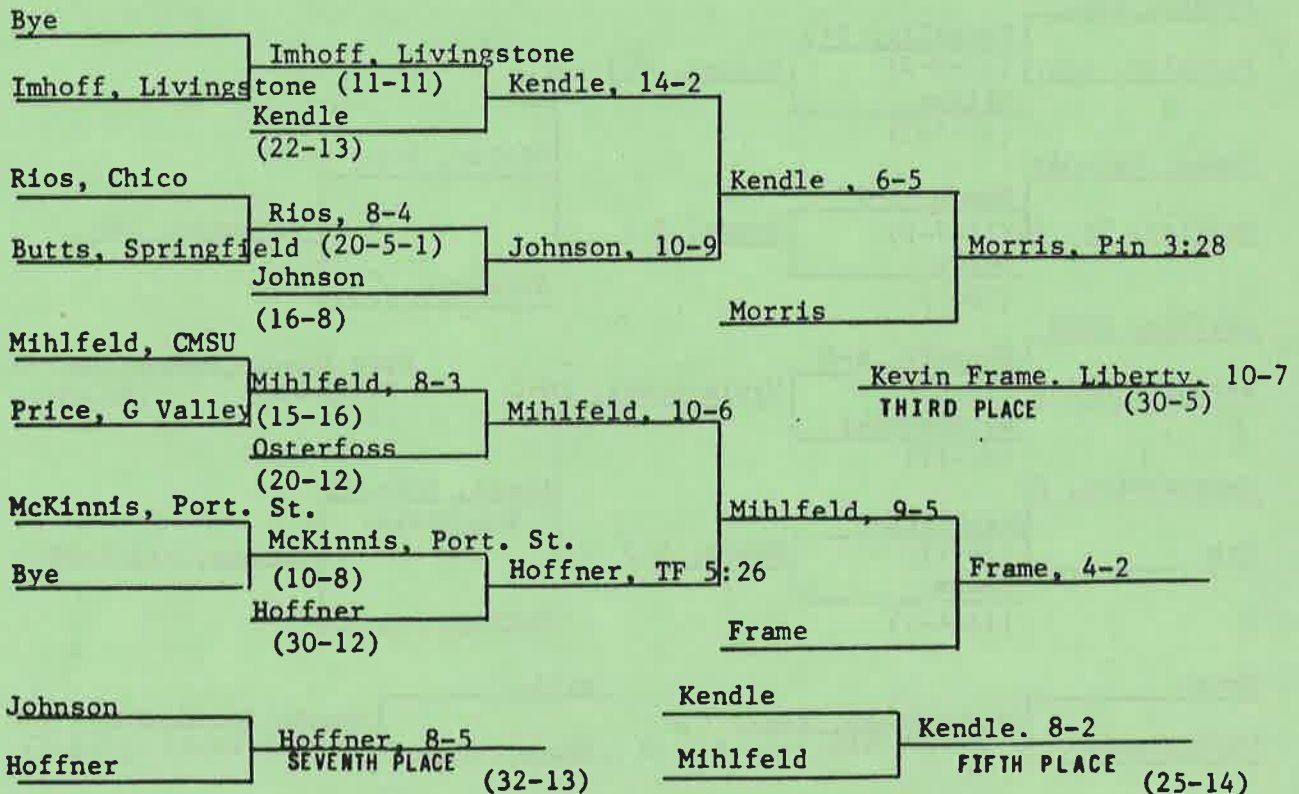 Bye
Imhoff, Livingstone
Imhoff, Livingstone (11-11)
Kendle
(22-13)
Kendle, 14-2
Rios, Chico
Rios, 8-4
Butts, Springfield (20-5-1)
Johnson
(16-8)
Johnson, 10-9
Kendle , 6-5
Morris
Morris, Pin 3:28
Mihlfeld, CMSU
Mihlfeld, 8-3
Price, G Valley
(15-16)
Osterfoss
(20-12)
Mihlfeld, 10-6
Kevin Frame. Liberty. 10-7
THIRD PLACE (30-5)
McKinnis, Port. St.
McKinnis, Port. St.
Bye
(10-8)
Hoffner
(30-12)
Hoffner, TF 5:26
Mihlfeld, 9-5
Frame
Frame, 4-2
Johnson
Hoffner
Hoffner, 8-5
SEVENTH PLACE
(32-13)
Kendle
Mihlfeld
Kendle. 8-2
FIFTH PLACE
(25-14)